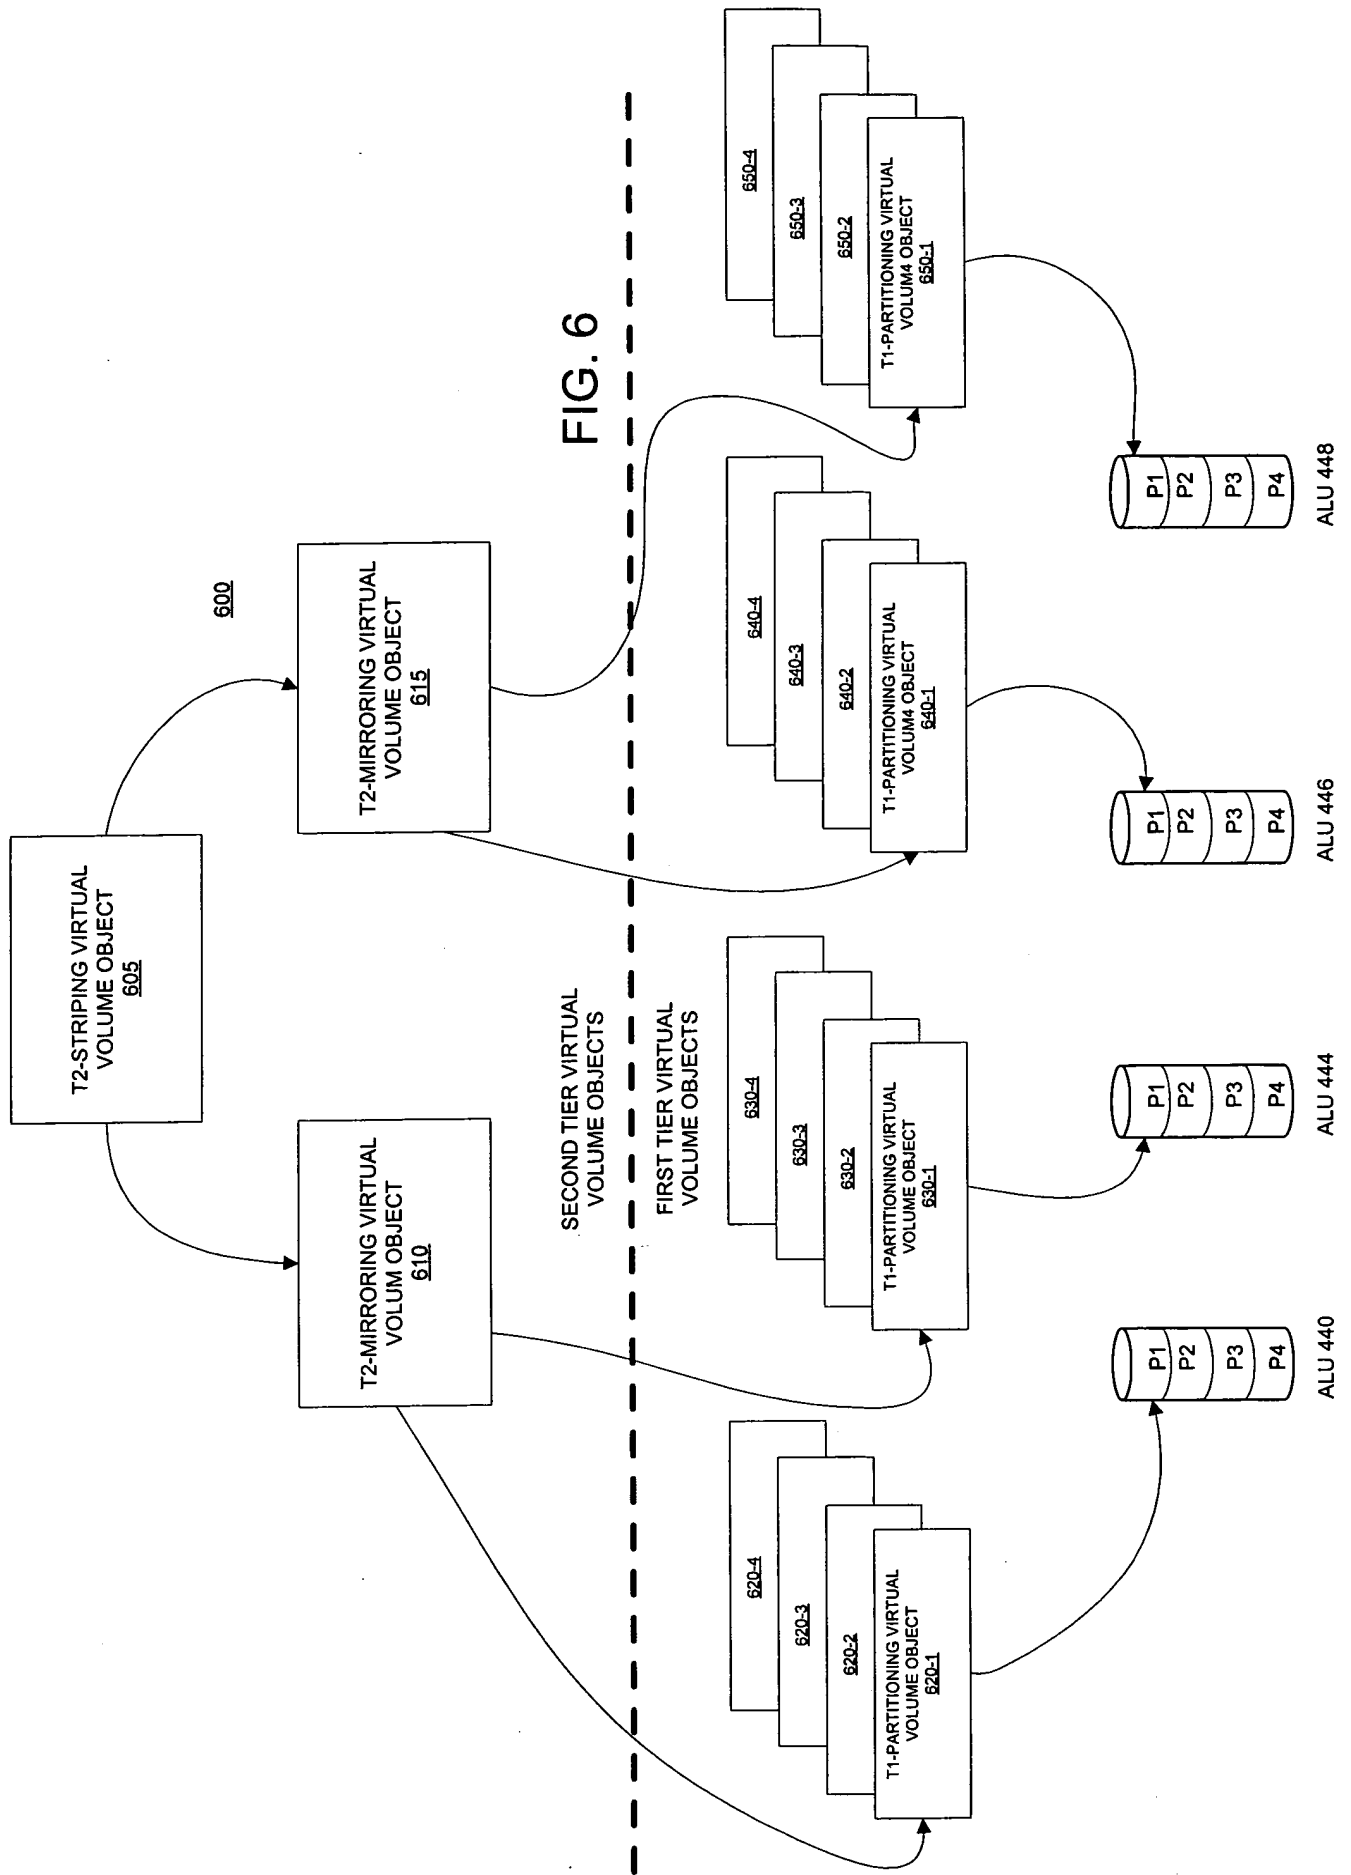 T2-STRIPING VIRTUAL
VOLUME OBJECT
605
600
T2-MIRRORING VIRTUAL
VOLUM OBJECT
610
T2-MIRRORING VIRTUAL
VOLUME OBJECT
615
SECOND TIER VIRTUAL
VOLUME OBJECTS
FIG. 6
FIRST TIER VIRTUAL
VOLUME OBJECTS
620-4
620-3
620-2
T1-PARTITIONING VIRTUAL
VOLUME OBJECT
620-1
630-4
630-3
630-2
T1-PARTITIONING VIRTUAL
VOLUME OBJECT
630-1
640-4
640-3
640-2
T1-PARTITIONING VIRTUAL
VOLUM4 OBJECT
640-1
650-4
650-3
650-2
T1-PARTITIONING VIRTUAL
VOLUM4 OBJECT
650-1
P1
P2
P3
P4
ALU 440
P1
P2
P3
P4
ALU 444
P1
P2
P3
P4
ALU 446
P1
P2
P3
P4
ALU 448